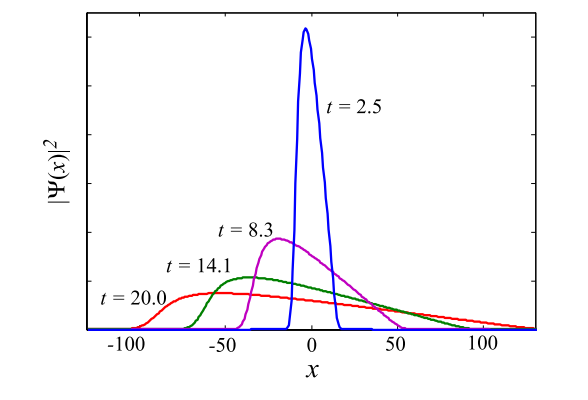 |Ψ(x)|²
t = 2.5
t = 8.3
t = 14.1
t = 20.0
-100 -50 0 50 100
x